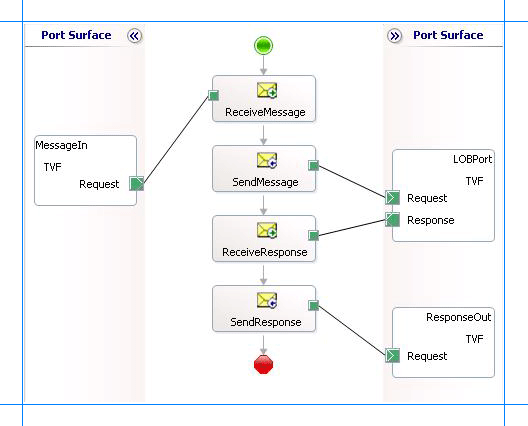 Port Surface
Port Surface
MessageIn
TVF
Request
ReceiveMessage
SendMessage
ReceiveResponse
SendResponse
LOBPort
TVF
Request
Response
ResponseOut
TVF
Request